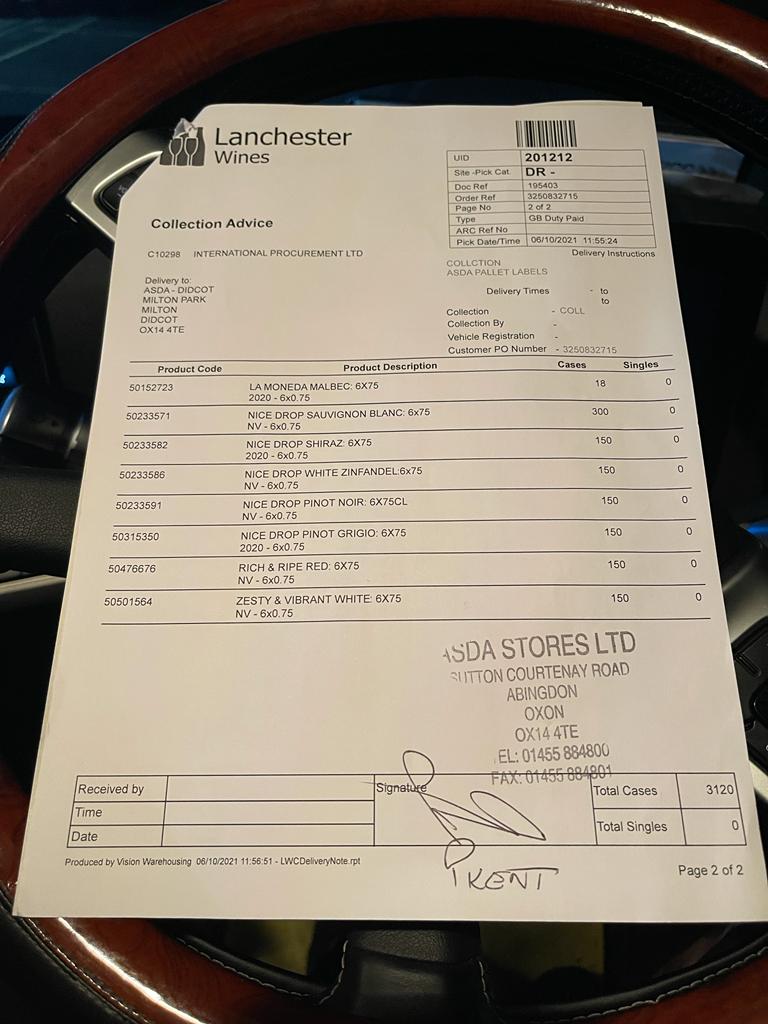 Lanchester
Wines
UID 201212
Site -Pick Cat. DR -
Doc Ref 195403
Order Ref 3250832715
Page No 2 of 2
Type GB Duty Paid
ARC Ref No
Pick Date/Time 06/10/2021 11:55:24
Collection Advice
Delivery Instructions
C10298 INTERNATIONAL PROCUREMENT LTD
COLLCTION
ASDA PALLET LABELS
Delivery to:
ASDA - DIDCOT
MILTON PARK
MILTON
DIDCOT
OX14 4TE
Delivery Times - to
to
Collection - COLL
Collection By -
Vehicle Registration -
Customer PO Number - 3250832715
Product Code Product Description Cases Singles
50152723 LA MONEDA MALBEC: 6X75 18 0
2020 - 6x0.75
50233571 NICE DROP SAUVIGNON BLANC: 6x75 300 0
NV - 6x0.75
50233582 NICE DROP SHIRAZ: 6X75 150 0
2020 - 6x0.75
50233586 NICE DROP WHITE ZINFANDEL:6x75 150 0
NV - 6x0.75
50233591 NICE DROP PINOT NOIR: 6X75CL 150 0
NV - 6x0.75
50315350 NICE DROP PINOT GRIGIO: 6X75 150 0
2020 - 6x0.75
50476676 RICH & RIPE RED: 6X75 150 0
NV - 6x0.75
50501564 ZESTY & VIBRANT WHITE: 6X75 150 0
NV - 6x0.75
ASDA STORES LTD
SUTTON COURTENAY ROAD
ABINGDON
OXON
OX14 4TE
EL: 01455 884800
FAX: 01455 884801
Received by
Time
Date
Signature
Total Cases 3120
Total Singles 0
KENT
Produced by Vision Warehousing 06/10/2021 11:56:51 - LWCDeliveryNote.rpt
Page 2 of 2